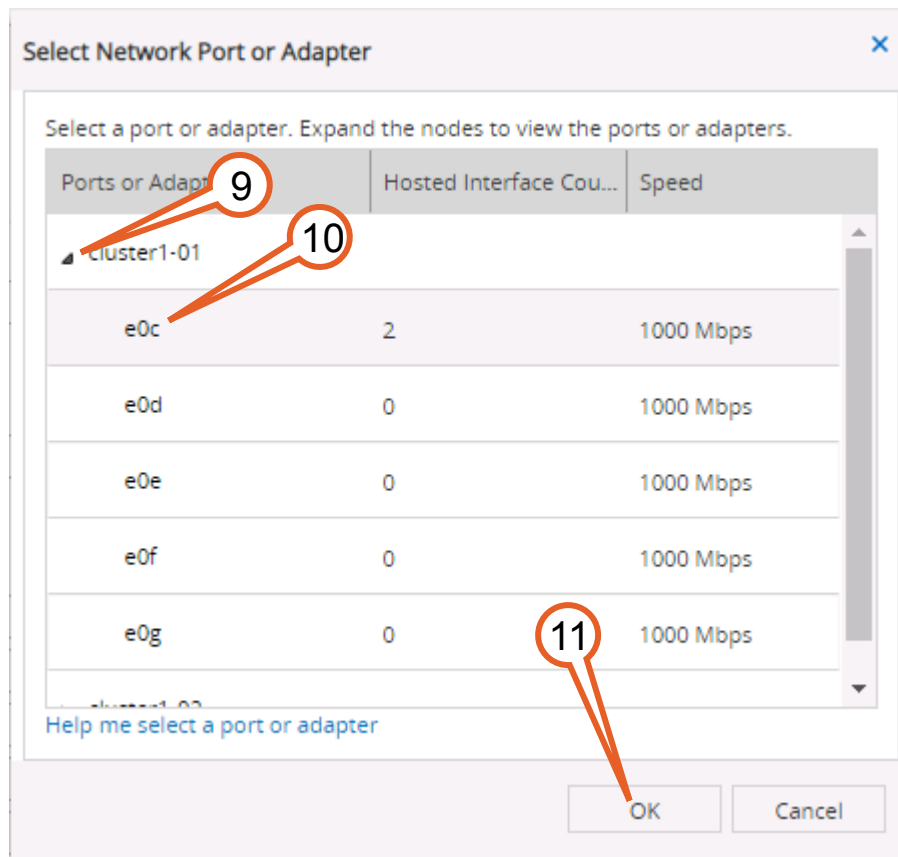 Select Network Port or Adapter ×
Select a port or adapter. Expand the nodes to view the ports or adapters.
Ports or Adapt 9 Hosted Interface Cou... Speed
cluster1-01 10
e0c 2 1000 Mbps
e0d 0 1000 Mbps
e0e 0 1000 Mbps
e0f 0 1000 Mbps
e0g 0 11 1000 Mbps
cluster1-02
Help me select a port or adapter
OK Cancel